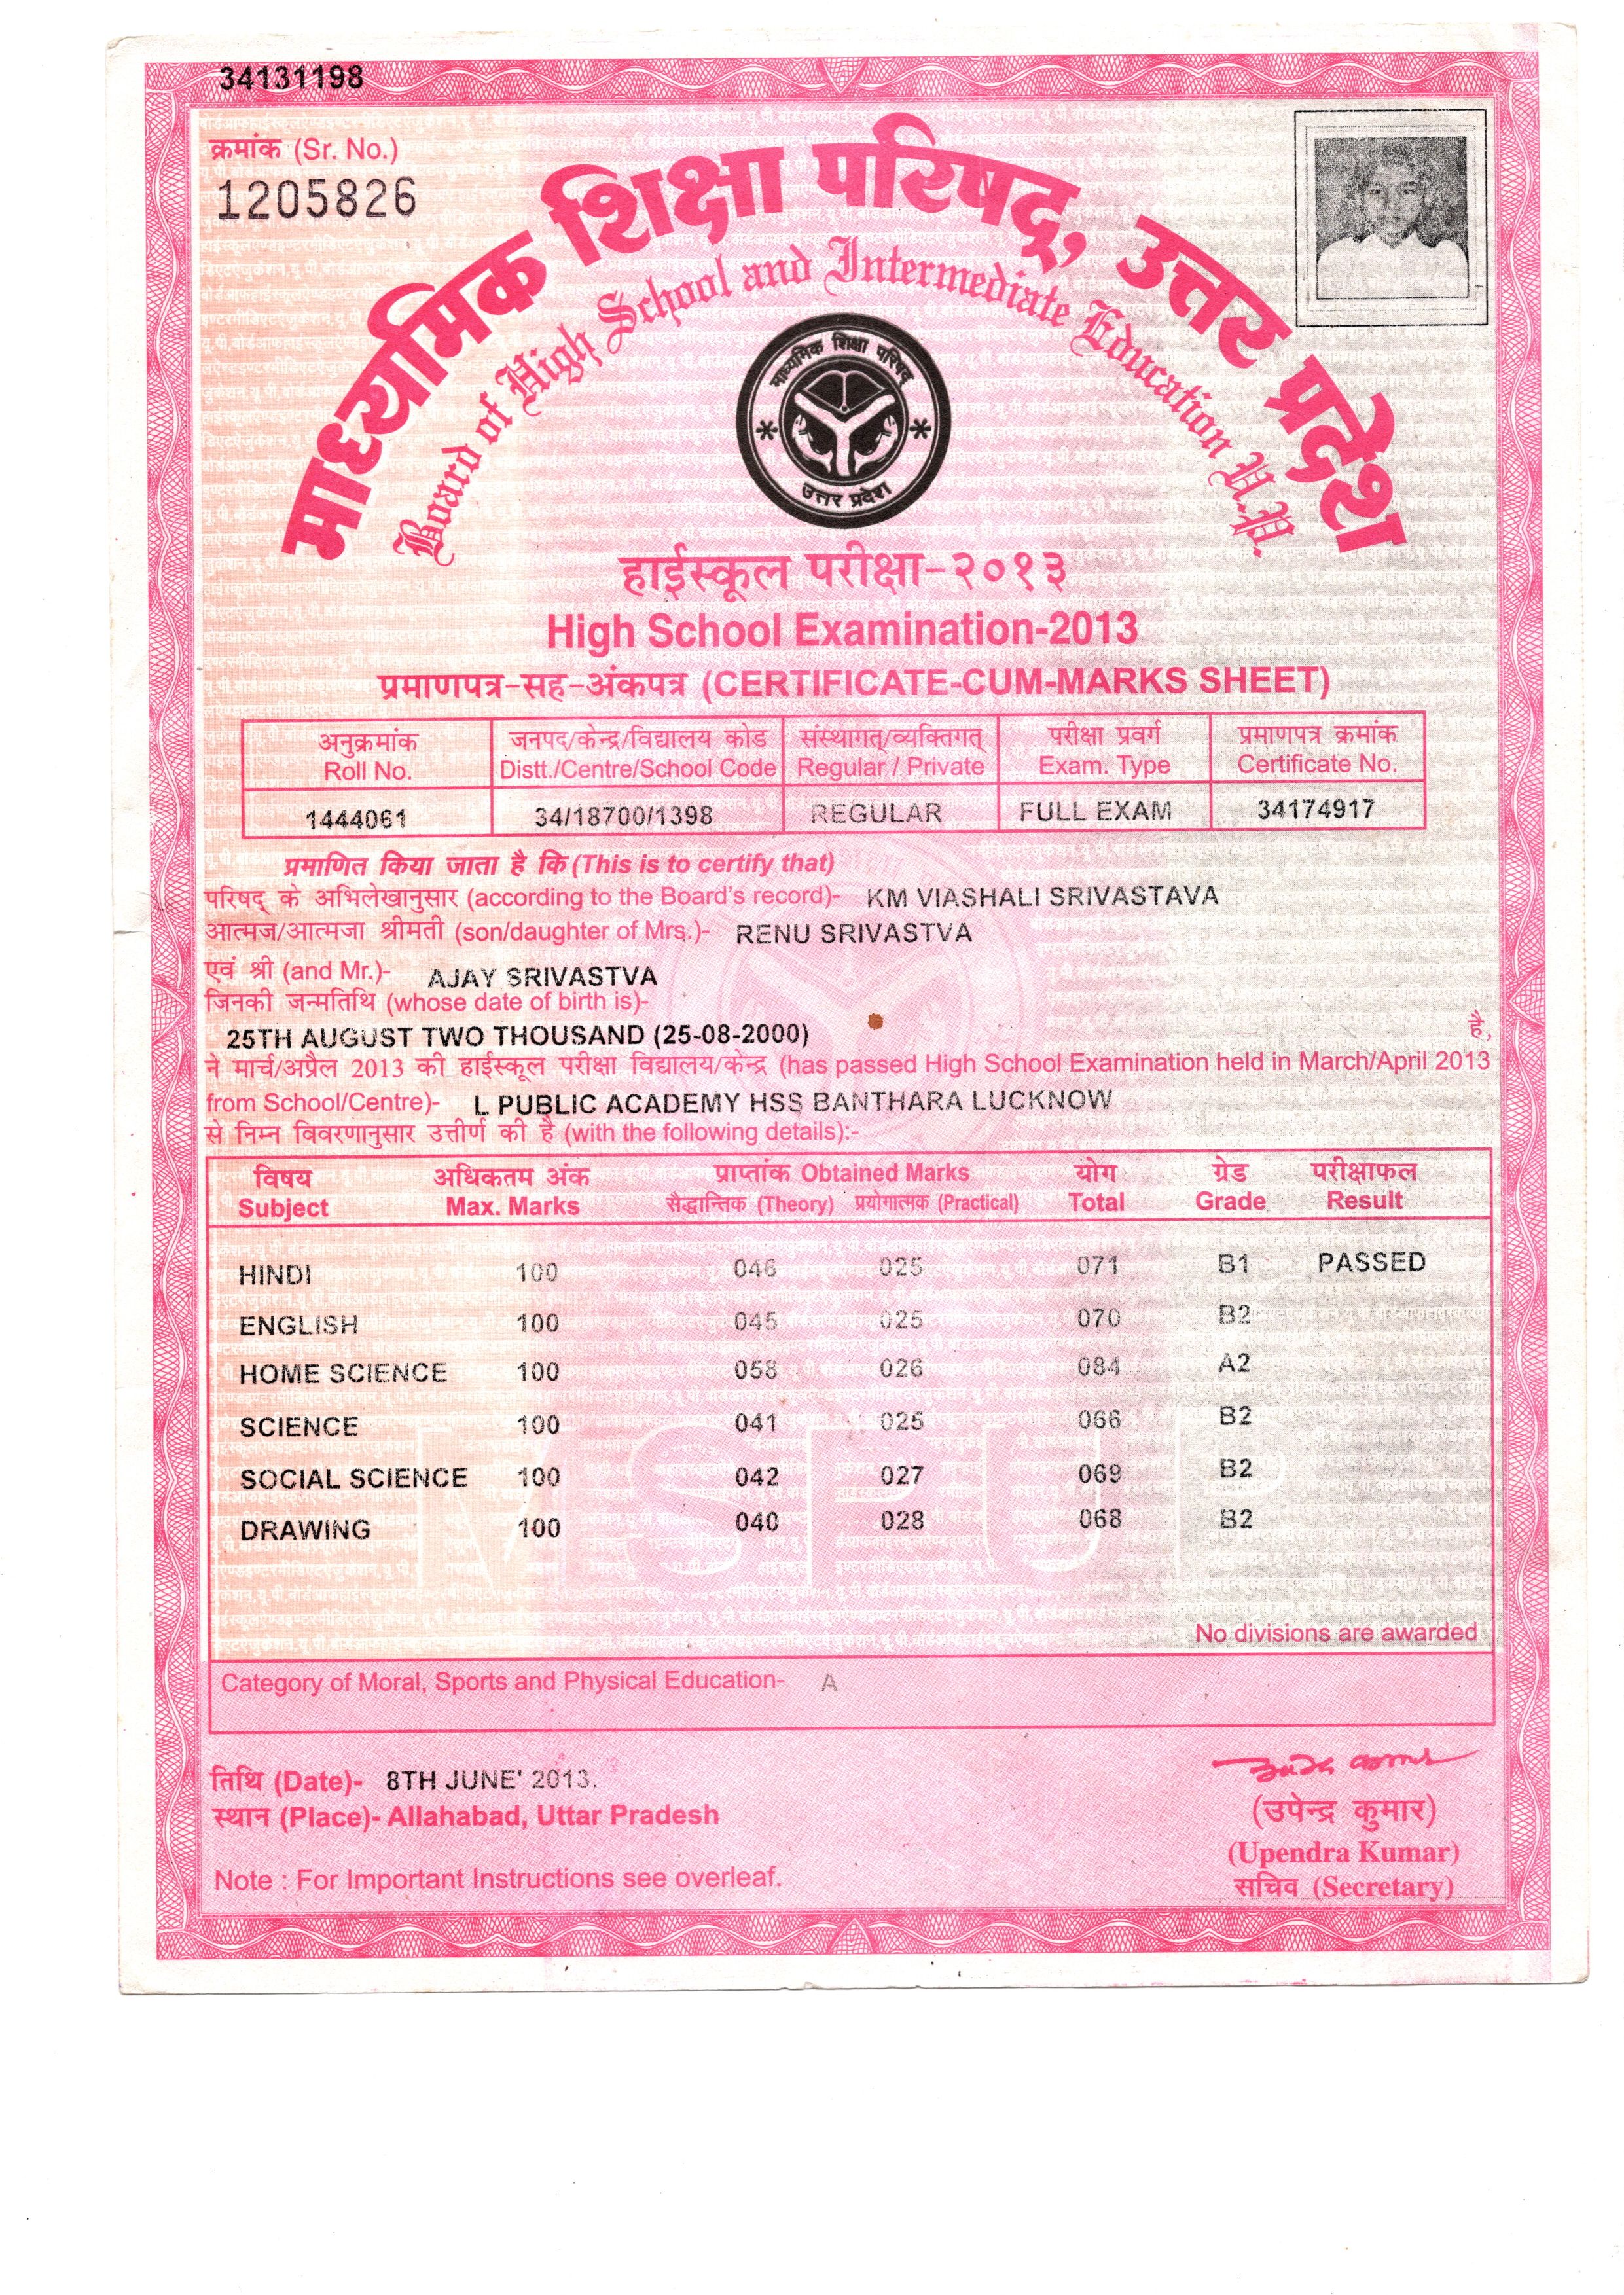 34131198
क्रमांक (Sr. No.)
1205826
माध्यमिक शिक्षा परिषद्, उत्तर प्रदेश
Board of High School and Intermediate Education U.P.
माध्यमिक शिक्षा परिषद्
उत्तर प्रदेश
हाईस्कूल परीक्षा-२०१३
High School Examination-2013
प्रमाणपत्र-सह-अंकपत्र (CERTIFICATE-CUM-MARKS SHEET)
अनुक्रमांक जनपद/केन्द्र/विद्यालय कोड संस्थागत्/व्यक्तिगत् परीक्षा प्रवर्ग प्रमाणपत्र क्रमांक
Roll No. Distt./Centre/School Code Regular / Private Exam. Type Certificate No.
1444061 34/18700/1398 REGULAR FULL EXAM 34174917
प्रमाणित किया जाता है कि (This is to certify that)
परिषद् के अभिलेखानुसार (according to the Board's record)- KM VIASHALI SRIVASTAVA
आत्मज/आत्मजा श्रीमती (son/daughter of Mrs.)- RENU SRIVASTVA
एवं श्री (and Mr.)- AJAY SRIVASTVA
जिनकी जन्मतिथि (whose date of birth is)-
25TH AUGUST TWO THOUSAND (25-08-2000) है,
ने मार्च/अप्रैल 2013 की हाईस्कूल परीक्षा विद्यालय/केन्द्र (has passed High School Examination held in March/April 2013
from School/Centre)- L PUBLIC ACADEMY HSS BANTHARA LUCKNOW
से निम्न विवरणानुसार उत्तीर्ण की है (with the following details):-
विषय अधिकतम अंक प्राप्तांक Obtained Marks योग ग्रेड परीक्षाफल
Subject Max. Marks सैद्धान्तिक (Theory) प्रयोगात्मक (Practical) Total Grade Result
HINDI 100 046 025 071 B1 PASSED
ENGLISH 100 045 025 070 B2
HOME SCIENCE 100 058 026 084 A2
SCIENCE 100 041 025 066 B2
SOCIAL SCIENCE 100 042 027 069 B2
DRAWING 100 040 028 068 B2
No divisions are awarded
Category of Moral, Sports and Physical Education- A
तिथि (Date)- 8TH JUNE' 2013.
स्थान (Place)- Allahabad, Uttar Pradesh
(उपेन्द्र कुमार)
(Upendra Kumar)
सचिव (Secretary)
Note : For Important Instructions see overleaf.